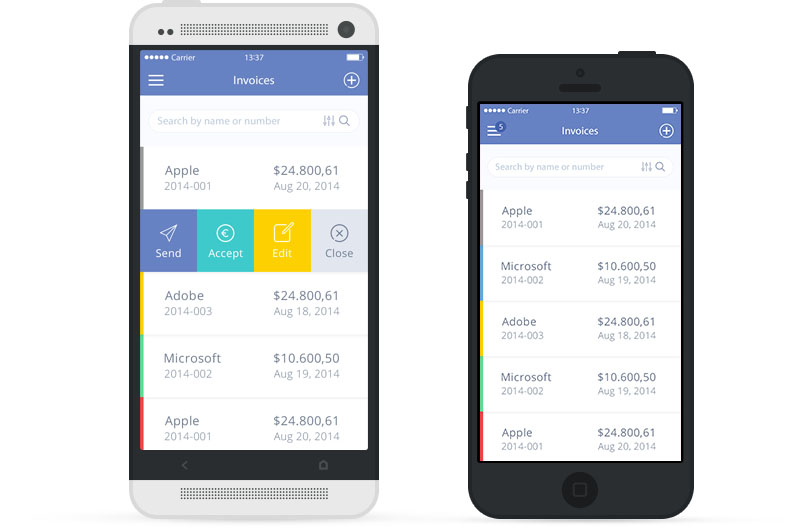 Carrier 13:37
Invoices
Search by name or number
Apple $24.800,61
2014-001 Aug 20, 2014
Send Accept Edit Close
Adobe $24.800,61
2014-003 Aug 18, 2014
Microsoft $10.600,50
2014-002 Aug 19, 2014
Apple $24.800,61
2014-001 Aug 20, 2014
Carrier 13:37
5 Invoices
Search by name or number
Apple $24.800,61
2014-001 Aug 20, 2014
Microsoft $10.600,50
2014-002 Aug 19, 2014
Adobe $24.800,61
2014-003 Aug 18, 2014
Microsoft $10.600,50
2014-002 Aug 19, 2014
Apple $24.800,61
2014-001 Aug 20, 2014